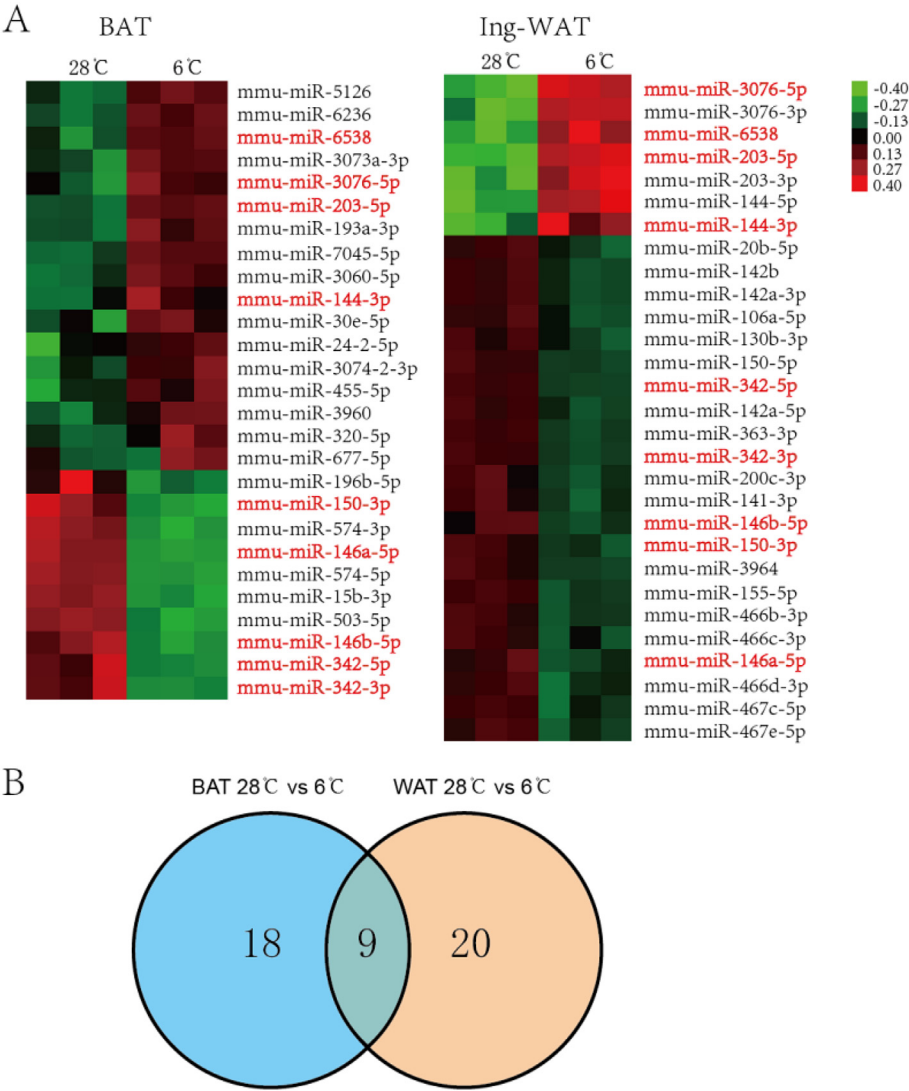 A
BAT
28℃ 6℃
mmu-miR-5126
mmu-miR-6236
mmu-miR-6538
mmu-miR-3073a-3p
mmu-miR-3076-5p
mmu-miR-203-5p
mmu-miR-193a-3p
mmu-miR-7045-5p
mmu-miR-3060-5p
mmu-miR-144-3p
mmu-miR-30e-5p
mmu-miR-24-2-5p
mmu-miR-3074-2-3p
mmu-miR-455-5p
mmu-miR-3960
mmu-miR-320-5p
mmu-miR-677-5p
mmu-miR-196b-5p
mmu-miR-150-3p
mmu-miR-574-3p
mmu-miR-146a-5p
mmu-miR-574-5p
mmu-miR-15b-3p
mmu-miR-503-5p
mmu-miR-146b-5p
mmu-miR-342-5p
mmu-miR-342-3p
Ing-WAT
28℃ 6℃
mmu-miR-3076-5p
mmu-miR-3076-3p
mmu-miR-6538
mmu-miR-203-5p
mmu-miR-203-3p
mmu-miR-144-5p
mmu-miR-144-3p
mmu-miR-20b-5p
mmu-miR-142b
mmu-miR-142a-3p
mmu-miR-106a-5p
mmu-miR-130b-3p
mmu-miR-150-5p
mmu-miR-342-5p
mmu-miR-142a-5p
mmu-miR-363-3p
mmu-miR-342-3p
mmu-miR-200c-3p
mmu-miR-141-3p
mmu-miR-146b-5p
mmu-miR-150-3p
mmu-miR-3964
mmu-miR-155-5p
mmu-miR-466b-3p
mmu-miR-466c-3p
mmu-miR-146a-5p
mmu-miR-466d-3p
mmu-miR-467c-5p
mmu-miR-467e-5p
-0.40
-0.27
-0.13
0.00
0.13
0.27
0.40
B
BAT 28℃ vs 6℃ WAT 28℃ vs 6℃
18 9 20